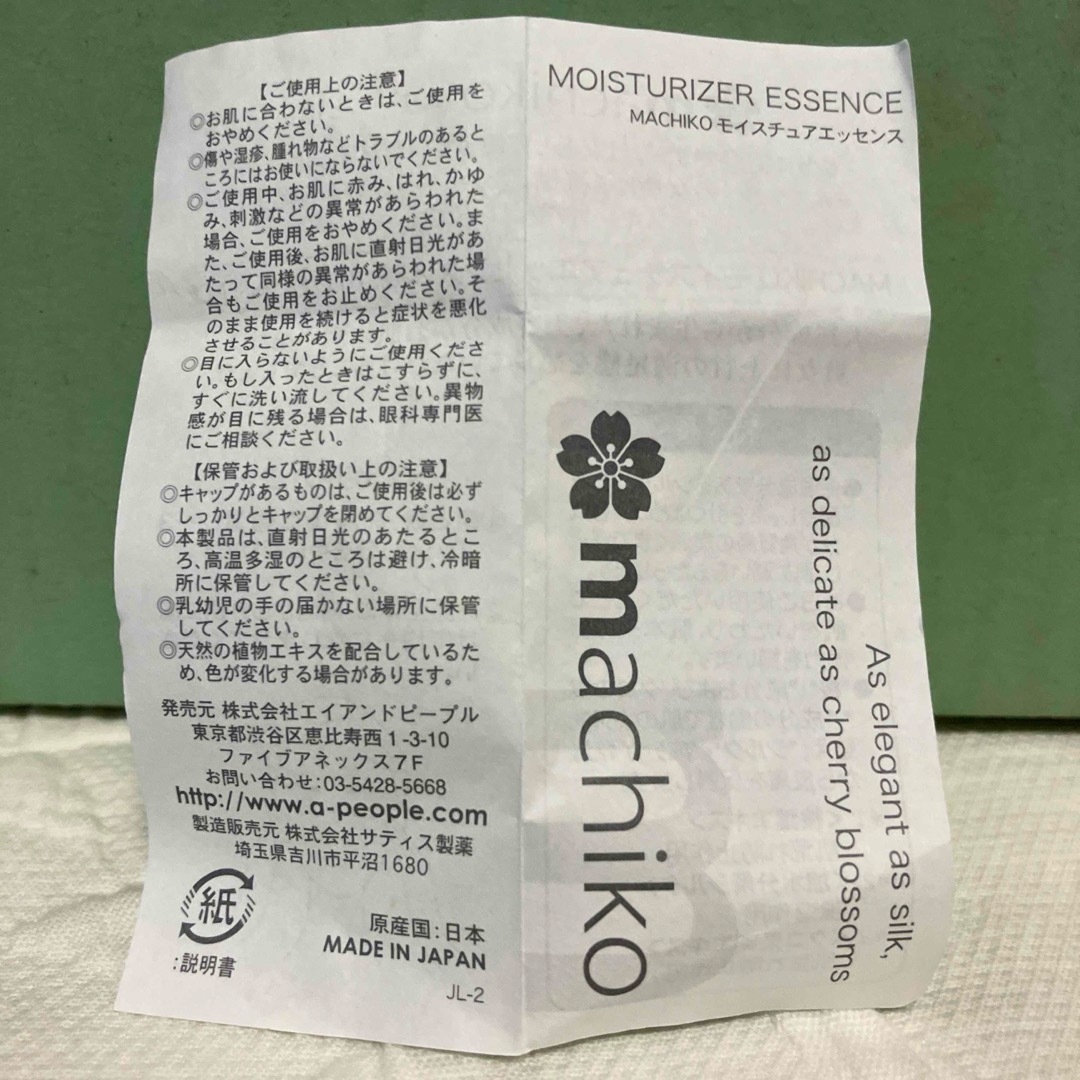 【ご使用上の注意】
◎お肌に合わないときは、ご使用を
おやめください。
◎傷や湿疹、腫れ物などトラブルのあると
ころにはお使いにならないでください。
◎ご使用中、お肌に赤み、はれ、かゆ
み、刺激などの異常があらわれた
場合、ご使用をおやめください。ま
た、ご使用後、お肌に直射日光があ
たって同様の異常があらわれた場
合もご使用をお止めください。そ
のまま使用を続けると症状を悪化
させることがあります。
◎目に入らないようにご使用くださ
い。もし入ったときはこすらずに、
すぐに洗い流してください。異物
感が目に残る場合は、眼科専門医
にご相談ください。
【保管および取扱い上の注意】
◎キャップがあるものは、ご使用後は必ず
しっかりとキャップを閉めてください。
◎本製品は、直射日光のあたるとこ
ろ、高温多湿のところは避け、冷暗
所に保管してください。
◎乳幼児の手の届かない場所に保管
してください。
◎天然の植物エキスを配合しているた
め、色が変化する場合があります。
発売元 株式会社エイアンドピープル
東京都渋谷区恵比寿西1-3-10
ファイブアネックス7F
お問い合わせ:03-5428-5668
http://www.a-people.com
製造販売元 株式会社サティス製薬
埼玉県吉川市平沼1680
紙
:説明書
原産国:日本
MADE IN JAPAN
JL-2
MOISTURIZER ESSENCE
MACHIKO モイスチュアエッセンス
machiko
As elegant as silk,
as delicate as cherry blossoms